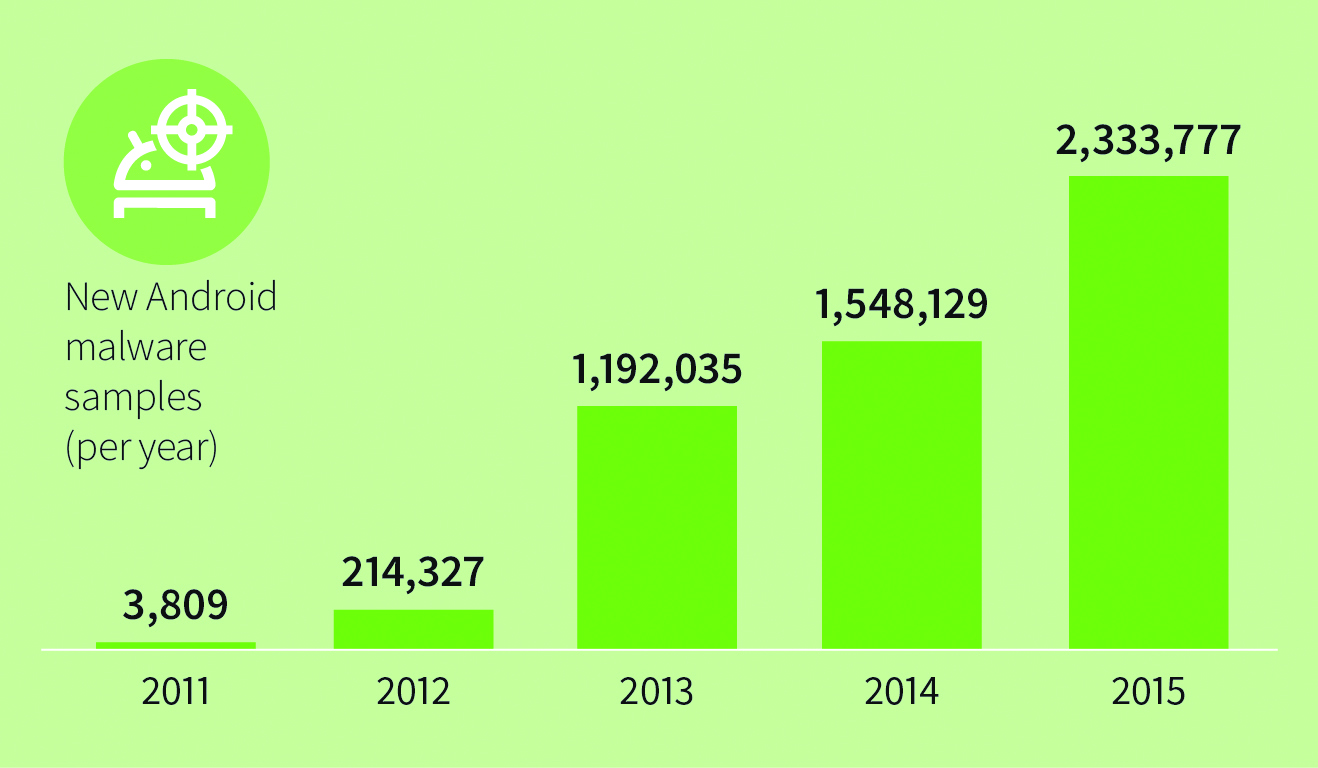 New Android
malware
samples
(per year)
3,809
214,327
1,192,035
1,548,129
2,333,777
2011
2012
2013
2014
2015